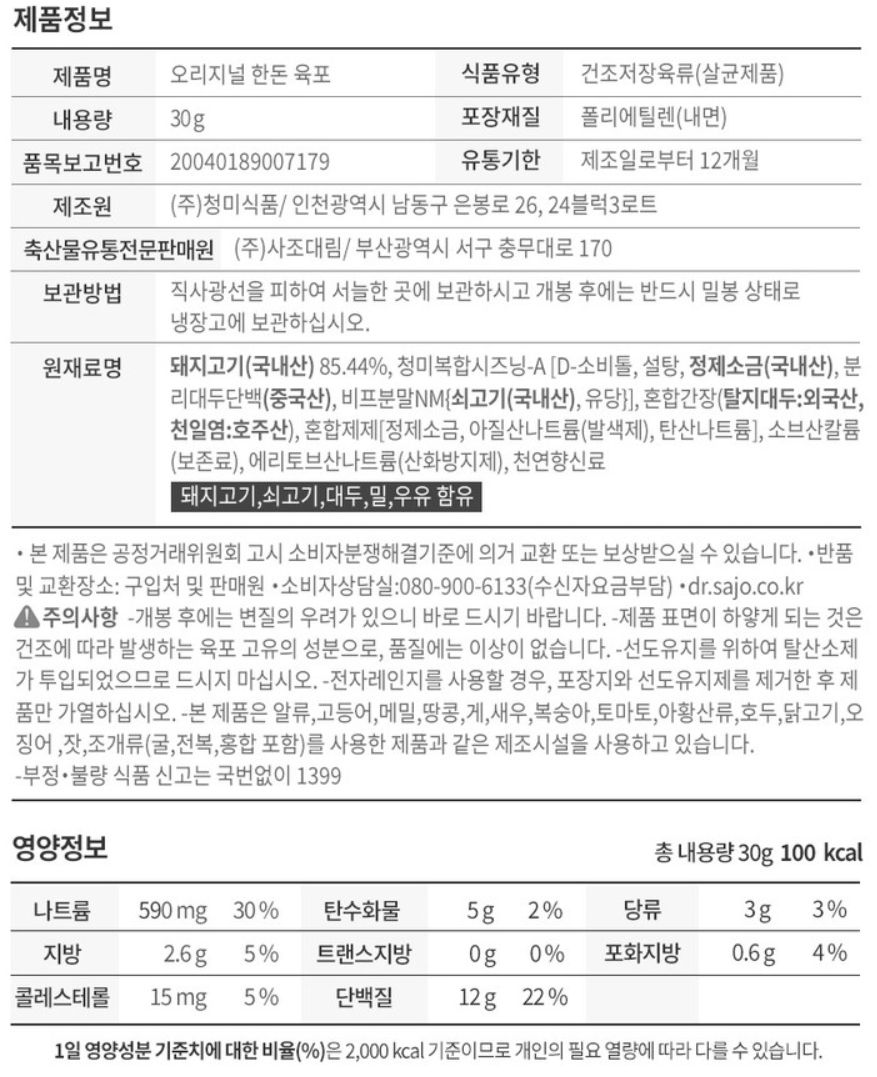 제품정보
제품명 오리지널 한돈 육포 식품유형 건조저장육류(살균제품)
내용량 30g 포장재질 폴리에틸렌(내면)
품목보고번호 20040189007179 유통기한 제조일로부터 12개월
제조원 (주)청미식품/ 인천광역시 남동구 은봉로 26, 24블럭3로트
축산물유통전문판매원 (주)사조대림/ 부산광역시 서구 충무대로 170
보관방법 직사광선을 피하여 서늘한 곳에 보관하시고 개봉 후에는 반드시 밀봉 상태로
냉장고에 보관하십시오.
원재료명 돼지고기(국내산) 85.44%, 청미복합시즈닝-A [D-소비톨, 설탕, 정제소금(국내산), 분
리대두단백(중국산), 비프분말NM{쇠고기(국내산), 유당}], 혼합간장(탈지대두:외국산,
천일염:호주산), 혼합제제[정제소금, 아질산나트륨(발색제), 탄산나트륨], 소브산칼륨
(보존료), 에리토브산나트륨(산화방지제), 천연향신료
돼지고기,쇠고기,대두,밀,우유 함유
• 본 제품은 공정거래위원회 고시 소비자분쟁해결기준에 의거 교환 또는 보상받으실 수 있습니다. •반품
및 교환장소: 구입처 및 판매원 •소비자상담실:080-900-6133(수신자요금부담) •dr.sajo.co.kr
주의사항 -개봉 후에는 변질의 우려가 있으니 바로 드시기 바랍니다. -제품 표면이 하얗게 되는 것은
건조에 따라 발생하는 육포 고유의 성분으로, 품질에는 이상이 없습니다. -선도유지를 위하여 탈산소제
가 투입되었으므로 드시지 마십시오. -전자레인지를 사용할 경우, 포장지와 선도유지제를 제거한 후 제
품만 가열하십시오. -본 제품은 알류,고등어,메밀,땅콩,게,새우,복숭아,토마토,아황산류,호두,닭고기,오
징어 ,잣,조개류(굴,전복,홍합 포함)를 사용한 제품과 같은 제조시설을 사용하고 있습니다.
-부정•불량 식품 신고는 국번없이 1399
영양정보 총 내용량 30g 100 kcal
나트륨 590mg 30% 탄수화물 5g 2% 당류 3g 3%
지방 2.6g 5% 트랜스지방 0g 0% 포화지방 0.6g 4%
콜레스테롤 15mg 5% 단백질 12g 22%
1일 영양성분 기준치에 대한 비율(%)은 2,000 kcal 기준이므로 개인의 필요 열량에 따라 다를 수 있습니다.